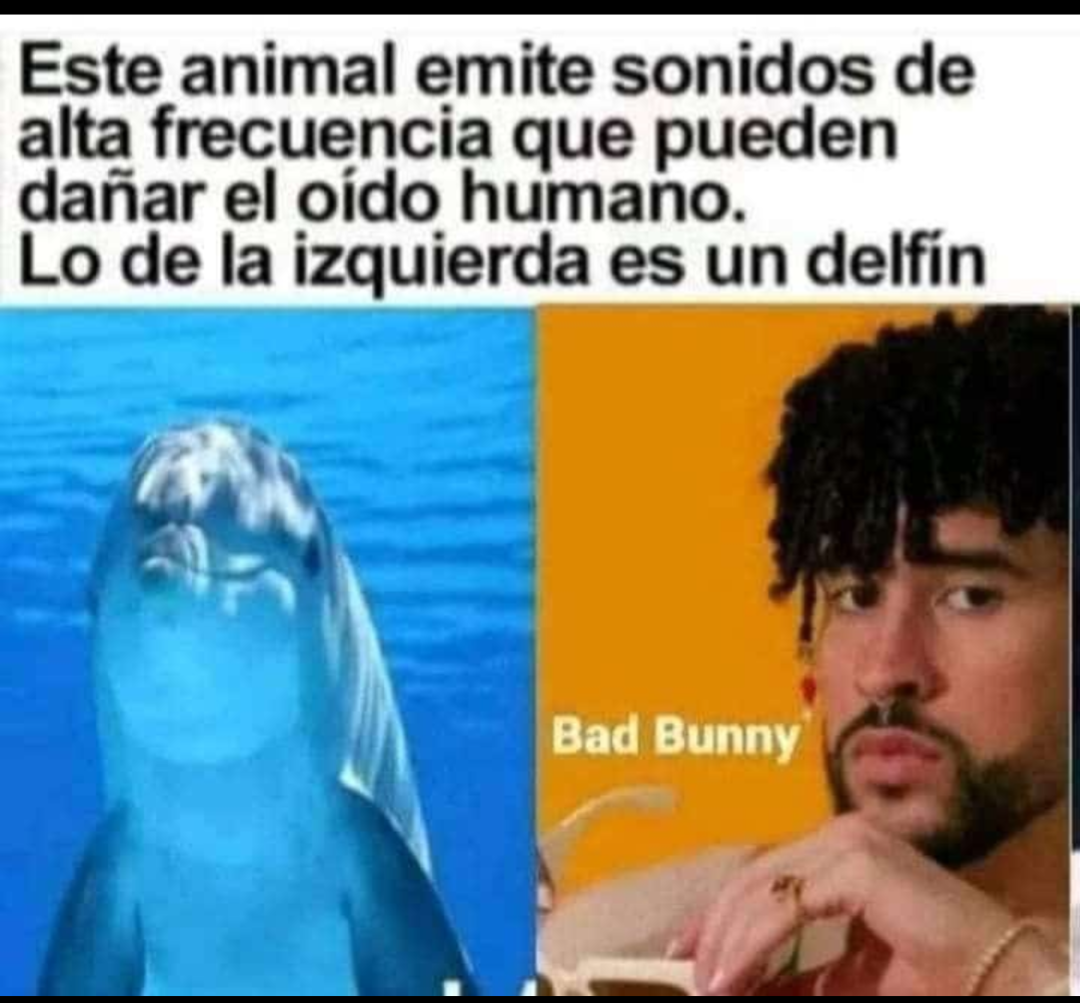 Este animal emite sonidos de
alta frecuencia que pueden
dañar el oído humano.
Lo de la izquierda es un delfín
Bad Bunny